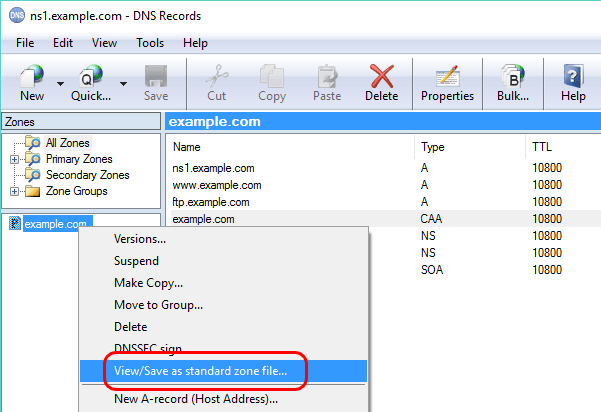 DNS ns1.example.com - DNS Records
File Edit View Tools Help
New Quick... Save Cut Copy Paste Delete Properties Bulk... Help
Zones
example.com
All Zones
Primary Zones
Secondary Zones
Zone Groups
Name Type TTL
ns1.example.com A 10800
www.example.com A 10800
ftp.example.com A 10800
example.com CAA 10800
NS 10800
NS 10800
SOA 10800
example.com
Versions...
Suspend
Make Copy...
Move to Group...
Delete
DNSSEC sign
View/Save as standard zone file...
New A-record (Host Address)...